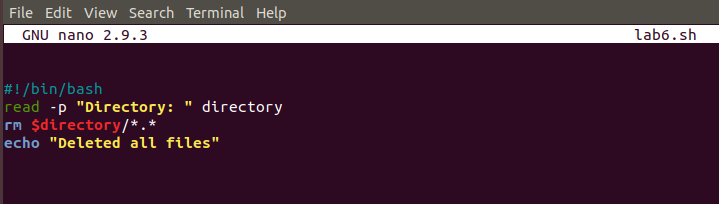 File Edit View Search Terminal Help
GNU nano 2.9.3 lab6.sh
#!/bin/bash
read -p "Directory: " directory
rm $directory/*.*
echo "Deleted all files"